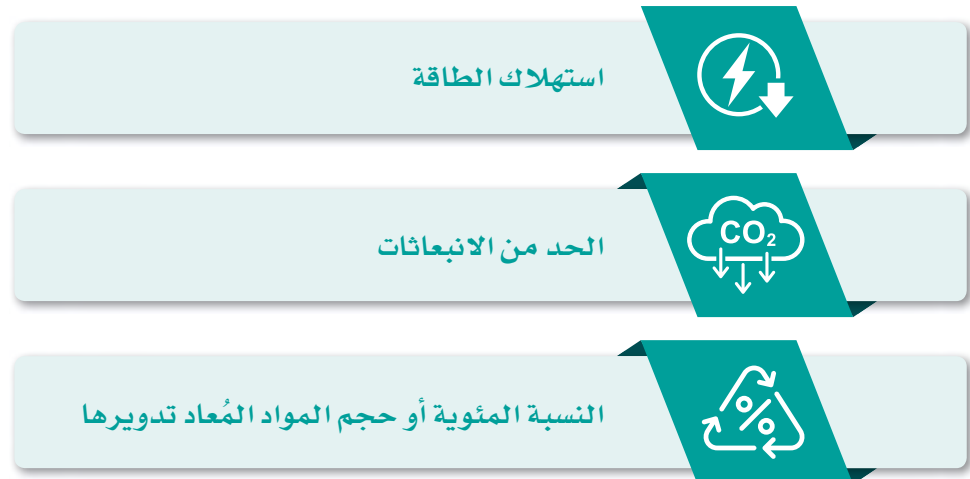 استهلاك الطاقة
CO₂
الحد من الانبعاثات
%
النسبة المئوية أو حجم المواد المُعاد تدويرها